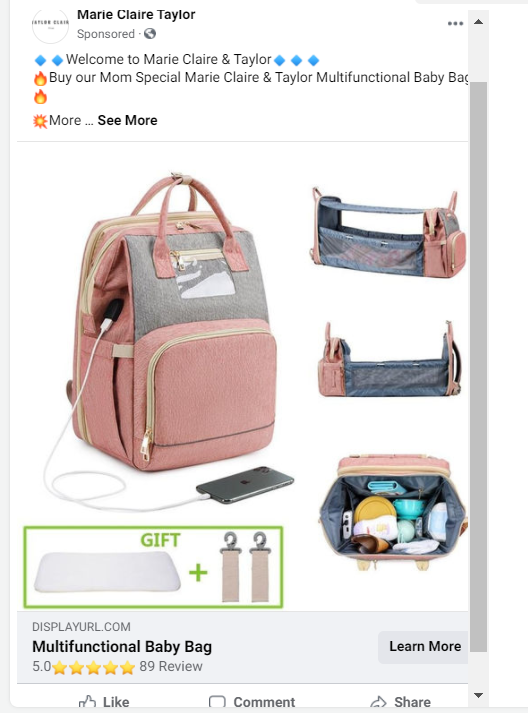 Marie Claire Taylor
TAYLOR CLAIR
Sponsored ·
🔷🔷Welcome to Marie Claire & Taylor🔷🔷🔷
🔥Buy our Mom Special Marie Claire & Taylor Multifunctional Baby Bag
🔥
💥More ... See More
GIFT
+
DISPLAYURL.COM
Multifunctional Baby Bag
5.0⭐⭐⭐⭐⭐ 89 Review
Learn More
Like
Comment
Share